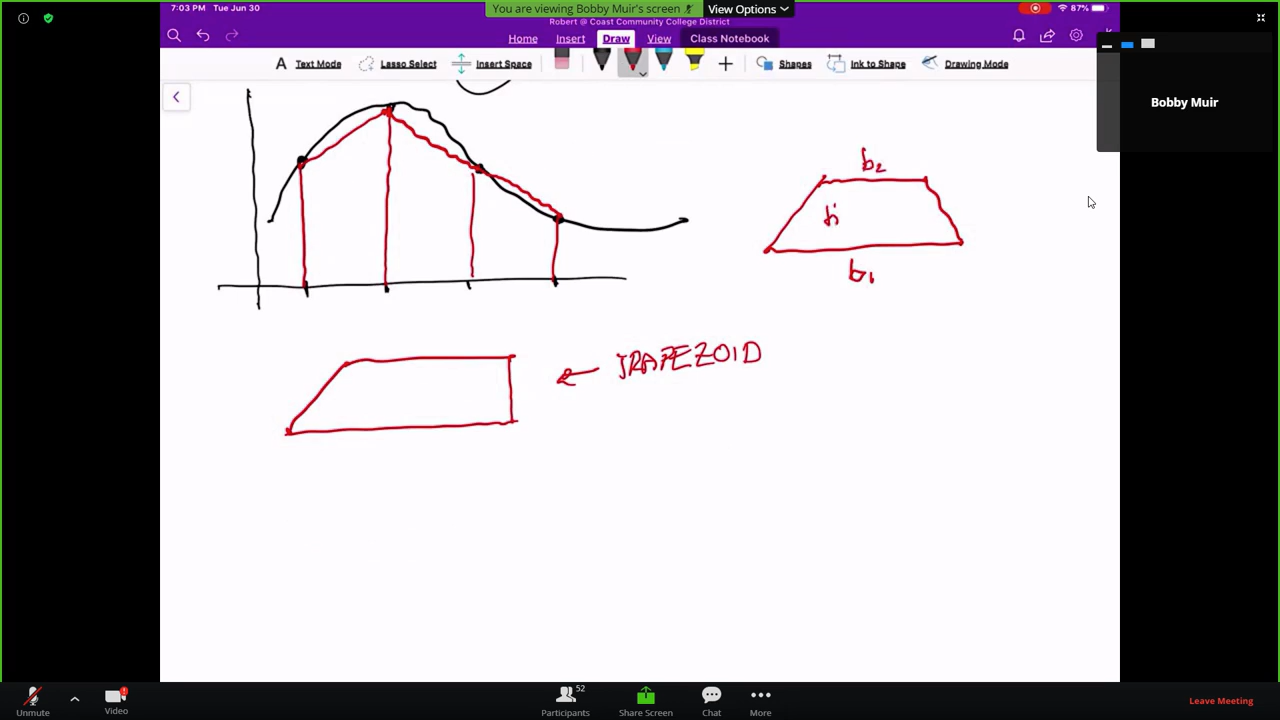 You are viewing Bobby Muir's screen View Options
7:03 PM Tue Jun 30 87%
Robert @ Coast Community College District
Home Insert Draw View Class Notebook
Text Mode Lasso Select Insert Space Shapes Ink to Shape Drawing Mode
Bobby Muir
b₂
h
b₁
TRAPEZOID
Unmute Video Participants 52 Share Screen Chat More Leave Meeting